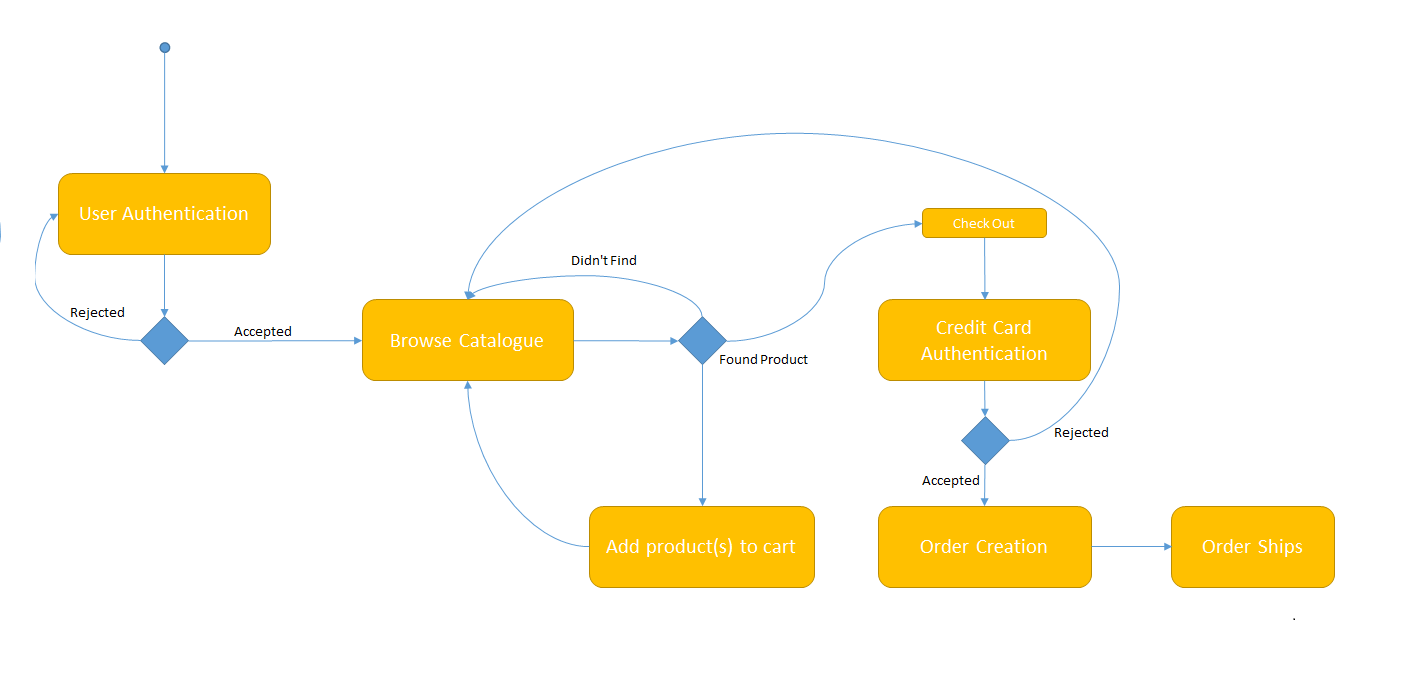 User Authentication
Rejected
Accepted
Browse Catalogue
Didn't Find
Found Product
Add product(s) to cart
Check Out
Credit Card
Authentication
Rejected
Accepted
Order Creation
Order Ships
.